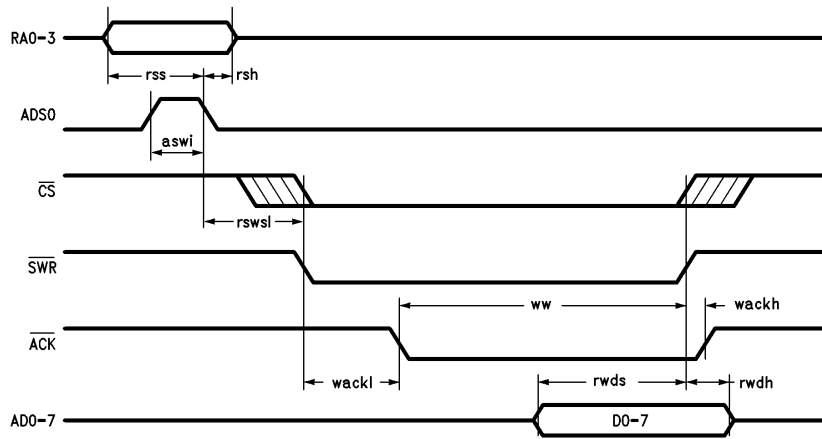 RA0-3
rss rsh
ADS0
aswi
CS
rswsl
SWR
ww wackh
ACK
wackl rwds rwdh
AD0-7 D0-7